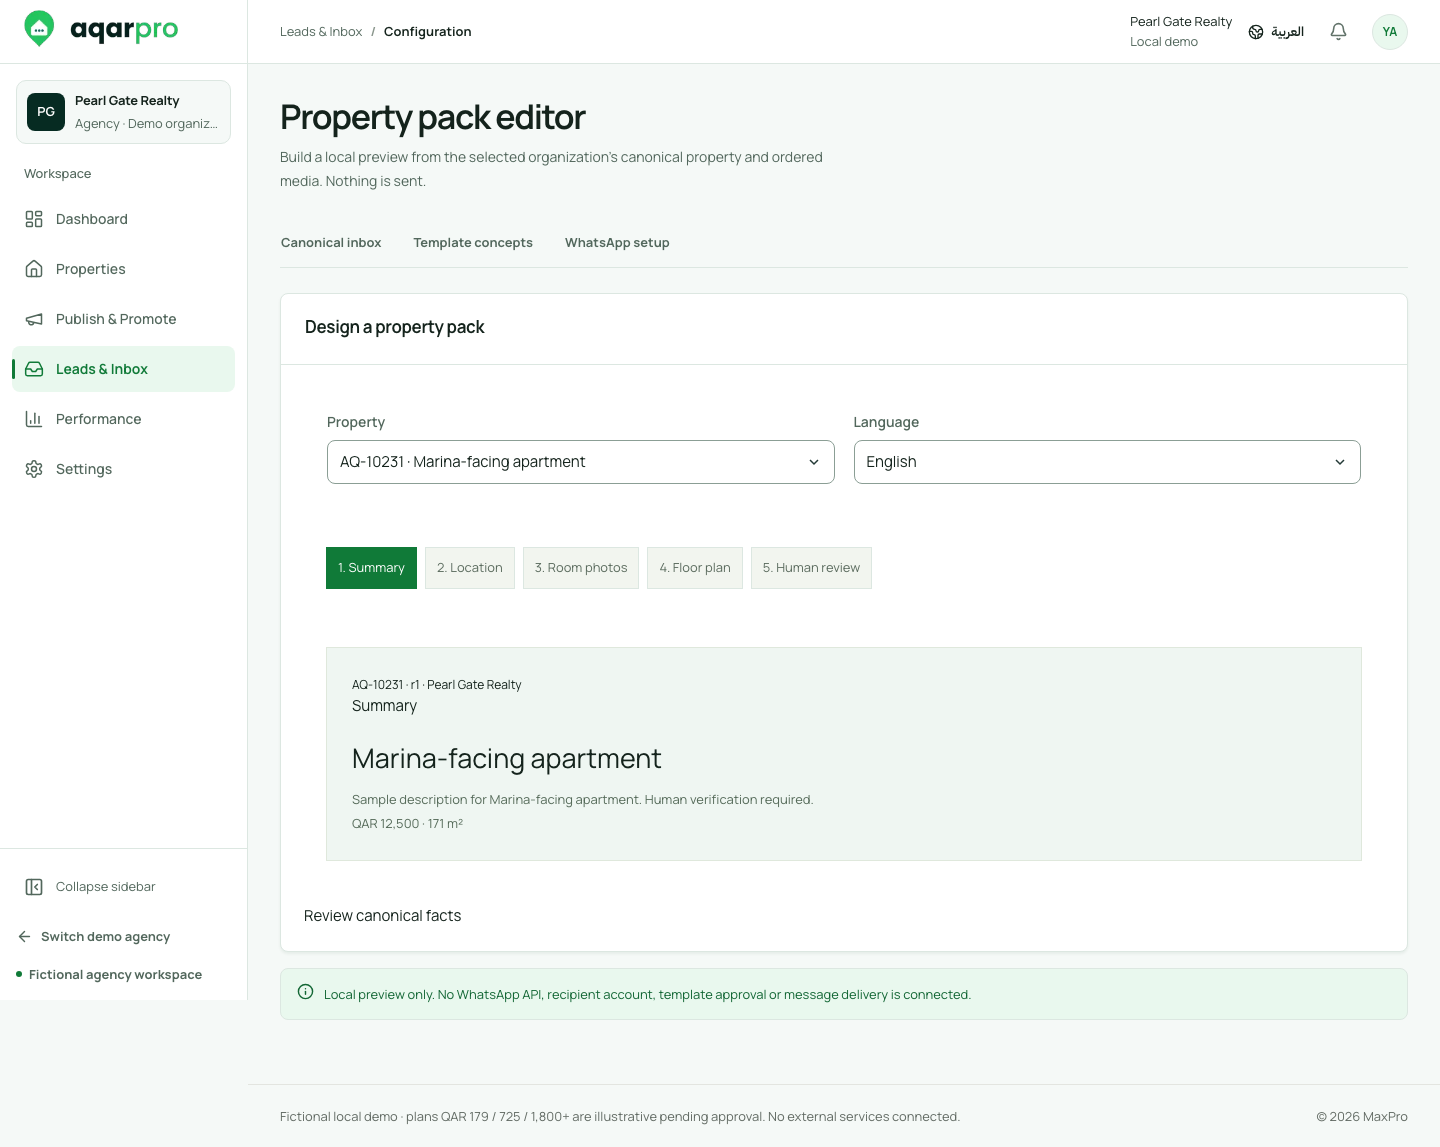 aqarpro
Leads & Inbox / Configuration
Pearl Gate Realty
Local demo
العربية
YA
PG
Pearl Gate Realty
Agency · Demo organiz...
Workspace
Dashboard
Properties
Publish & Promote
Leads & Inbox
Performance
Settings
Collapse sidebar
Switch demo agency
Fictional agency workspace
Property pack editor
Build a local preview from the selected organization's canonical property and ordered
media. Nothing is sent.
Canonical inbox Template concepts WhatsApp setup
Design a property pack
Property Language
AQ-10231 · Marina-facing apartment English
1. Summary 2. Location 3. Room photos 4. Floor plan 5. Human review
AQ-10231 · r1 · Pearl Gate Realty
Summary
Marina-facing apartment
Sample description for Marina-facing apartment. Human verification required.
QAR 12,500 · 171 m²
Review canonical facts
Local preview only. No WhatsApp API, recipient account, template approval or message delivery is connected.
Fictional local demo · plans QAR 179 / 725 / 1,800+ are illustrative pending approval. No external services connected.
© 2026 MaxPro